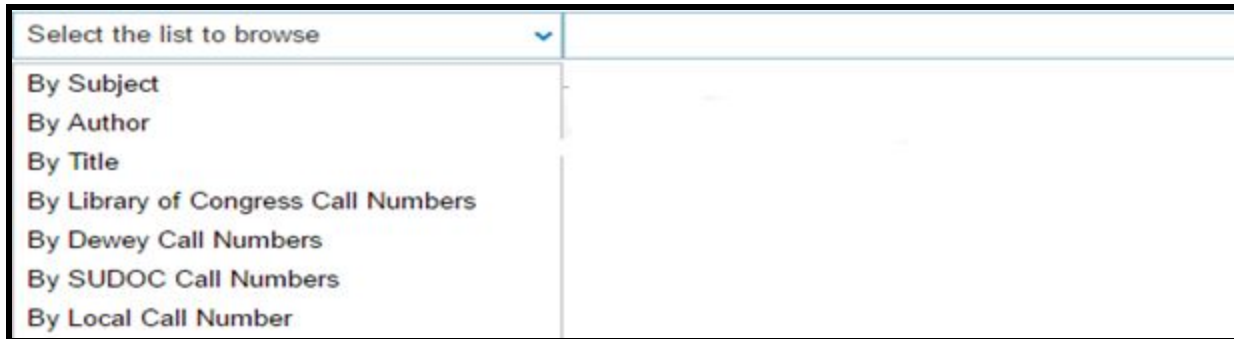 Select the list to browse
By Subject
By Author
By Title
By Library of Congress Call Numbers
By Dewey Call Numbers
By SUDOC Call Numbers
By Local Call Number